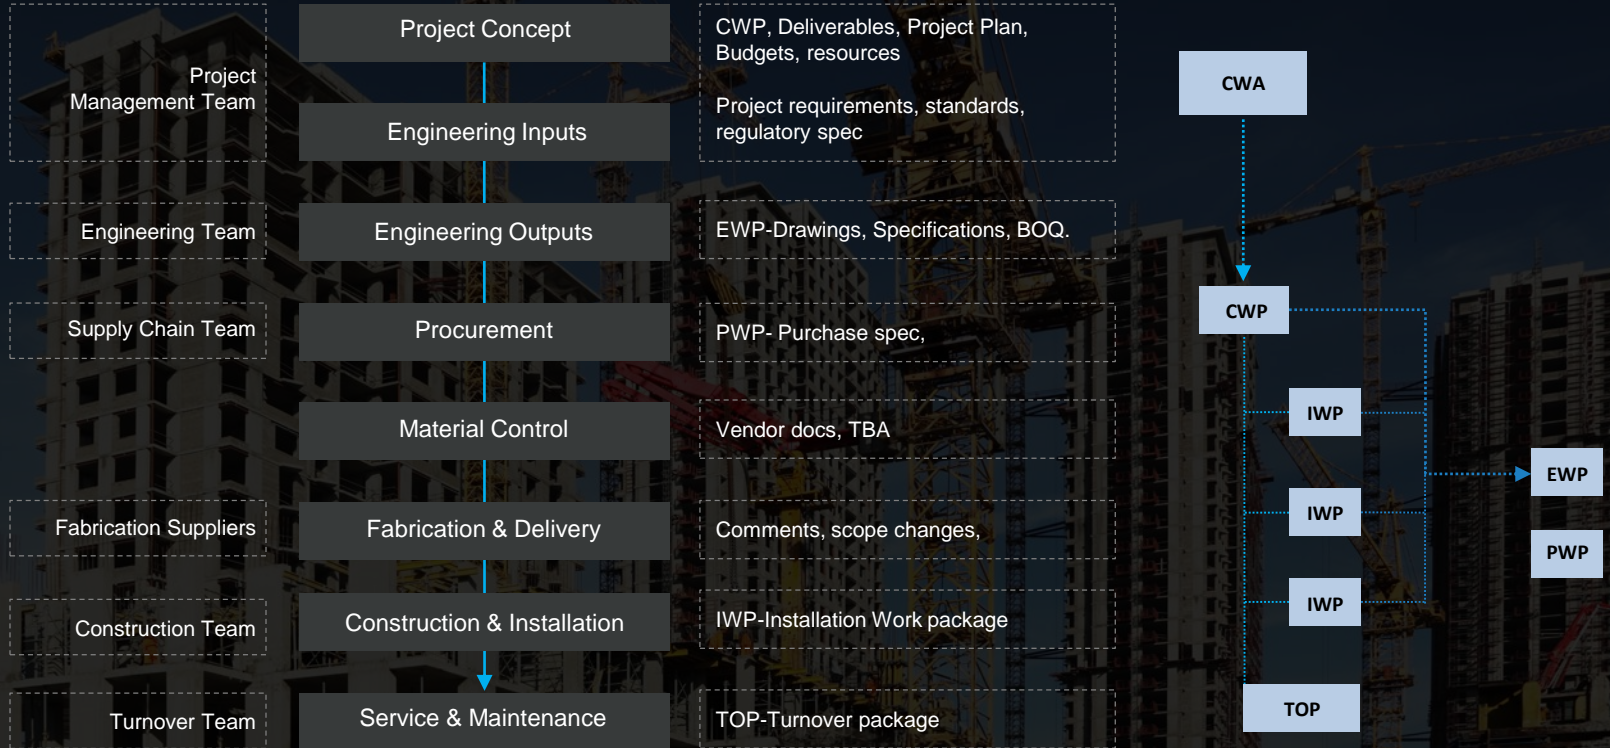 Project
Management Team
Project Concept
Engineering Inputs
CWP, Deliverables, Project Plan,
Budgets, resources
Project requirements, standards,
regulatory spec
Engineering Team
Engineering Outputs
EWP-Drawings, Specifications, BOQ.
Supply Chain Team
Procurement
PWP- Purchase spec,
Material Control
Vendor docs, TBA
Fabrication Suppliers
Fabrication & Delivery
Comments, scope changes,
Construction Team
Construction & Installation
IWP-Installation Work package
Turnover Team
Service & Maintenance
TOP-Turnover package
CWA
CWP
IWP
IWP
IWP
EWP
PWP
TOP